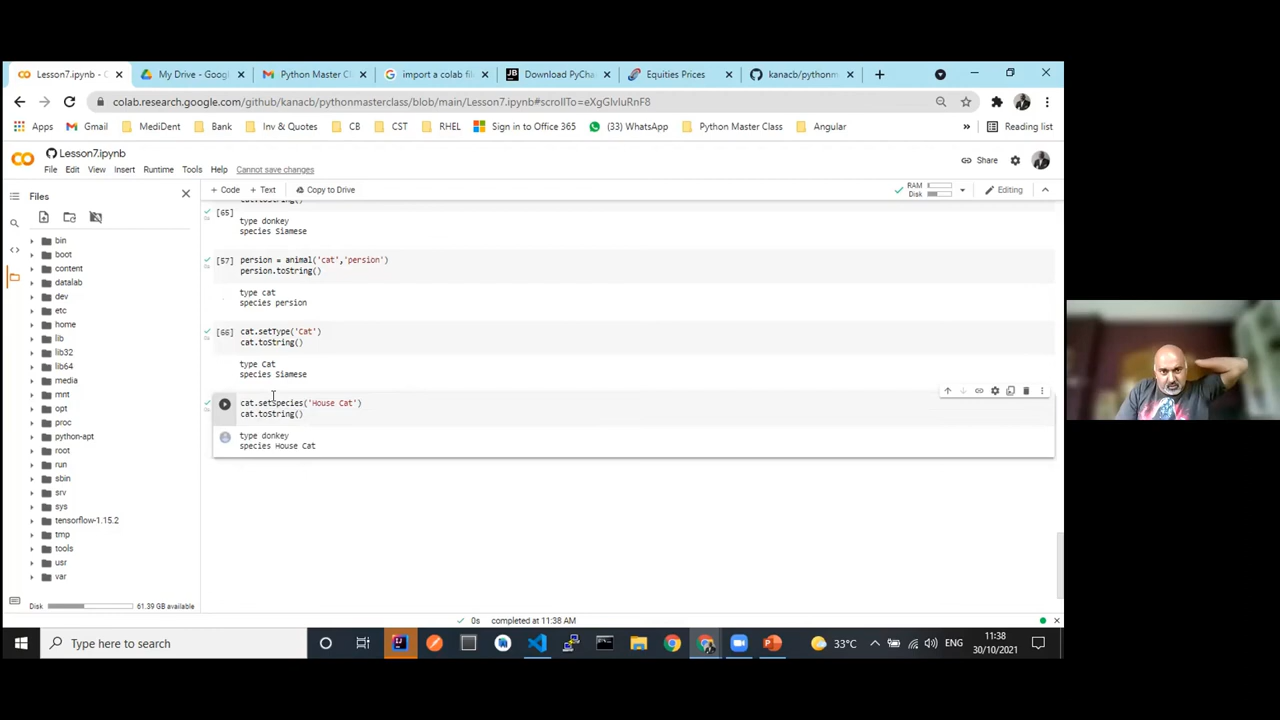 Lesson7.ipynb - C
My Drive - Googl
Python Master Cl
import a colab fil
Download PyCha
Equities Prices
kanacb/pythonm
colab.research.google.com/github/kanacb/pythonmasterclass/blob/main/Lesson7.ipynb#scrollTo=eXgGIvIuRnF8
Apps
Gmail
MediDent
Bank
Inv & Quotes
CB
CST
RHEL
Sign in to Office 365
(33) WhatsApp
Python Master Class
Angular
»
Reading list
Lesson7.ipynb
File Edit View Insert Runtime Tools Help Cannot save changes
Share
Files
+ Code + Text Copy to Drive
RAM
Disk
Editing
bin
boot
content
datalab
dev
etc
home
lib
lib32
lib64
media
mnt
opt
proc
python-apt
root
run
sbin
srv
sys
tensorflow-1.15.2
tmp
tools
usr
var
Disk 61.39 GB available
[65]
type donkey
species Siamese
[57] persion = animal('cat','persion')
persion.toString()
type cat
species persion
[66] cat.setType('Cat')
cat.toString()
type Cat
species Siamese
cat.setSpecies('House Cat')
cat.toString()
type donkey
species House Cat
0s completed at 11:38 AM
Type here to search
33°C
ENG
11:38
30/10/2021